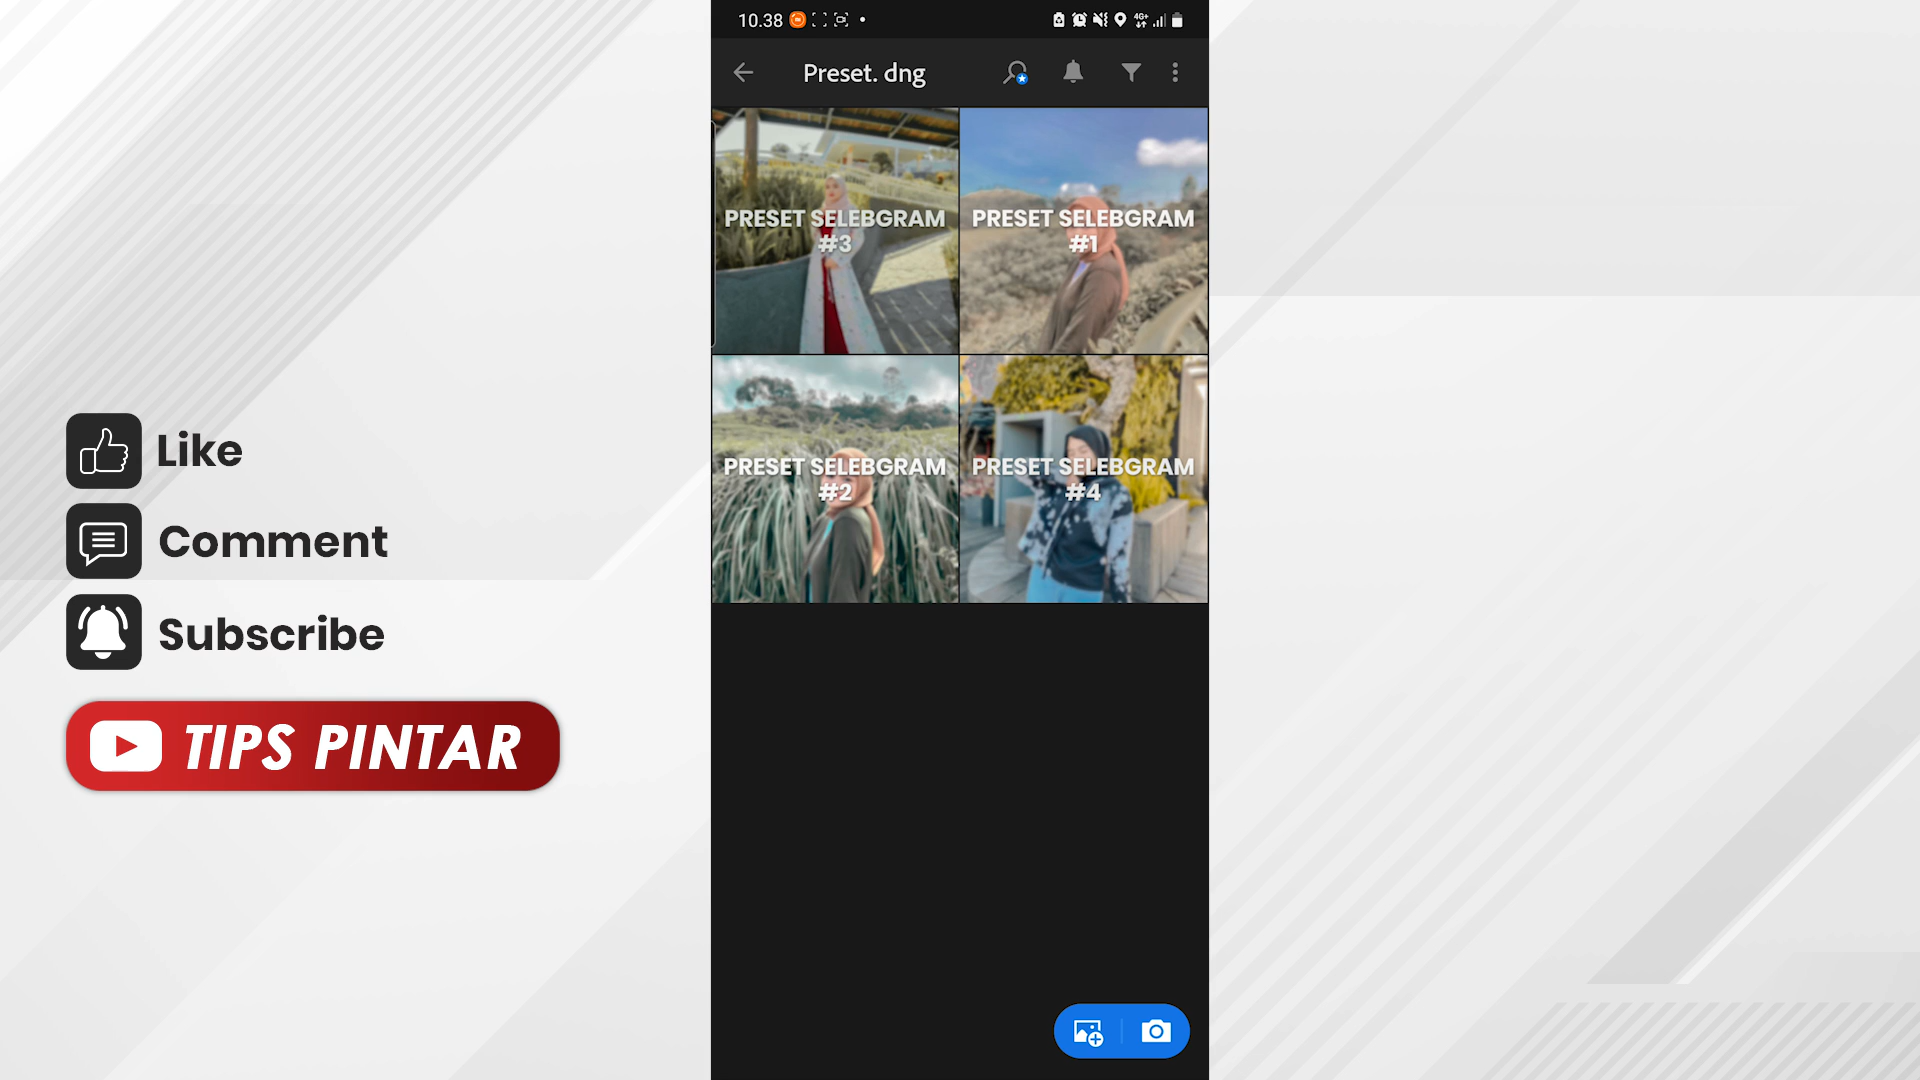 10.38
4G+
Preset. dng
PRESET SELEBGRAM
#3
PRESET SELEBGRAM
#1
PRESET SELEBGRAM
#2
PRESET SELEBGRAM
#4
Like
Comment
Subscribe
TIPS PINTAR